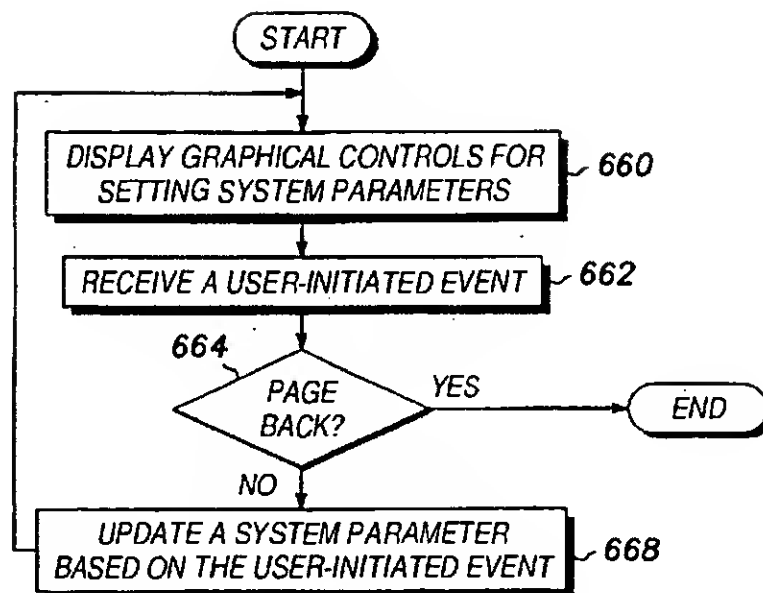 START
DISPLAY GRAPHICAL CONTROLS FOR
SETTING SYSTEM PARAMETERS
660
RECEIVE A USER-INITIATED EVENT
662
664
PAGE
BACK?
YES
END
NO
UPDATE A SYSTEM PARAMETER
BASED ON THE USER-INITIATED EVENT
668